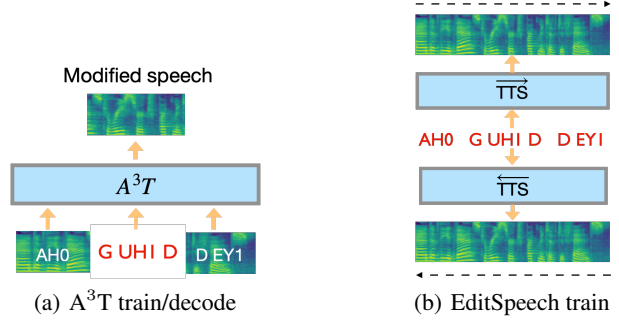 Modified speech
A³T
AH0 G UH1 D D EY1
(a) A³T train/decode
TTS
AH0 G UH1 D D EY1
TTS
(b) EditSpeech train